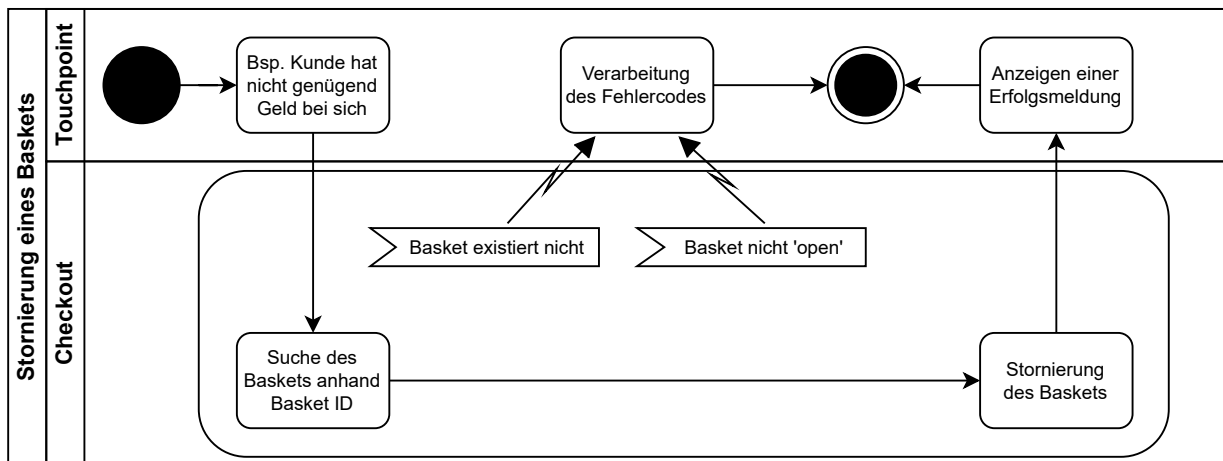 Stornierung eines Baskets
Touchpoint
Bsp. Kunde hat
nicht genügend
Geld bei sich
Verarbeitung
des Fehlercodes
Anzeigen einer
Erfolgsmeldung
Checkout
Basket existiert nicht
Basket nicht 'open'
Suche des
Baskets anhand
Basket ID
Stornierung
des Baskets